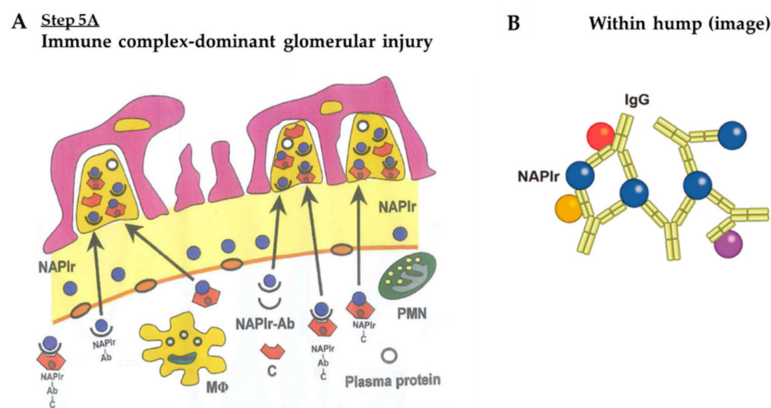 A Step 5A
Immune complex-dominant glomerular injury
B Within hump (image)
IgG
NAPlr
NAPlr
NAPlr
NAPlr
Ab
C
NAPlr
Ab
MΦ
NAPlr-Ab
C
NAPlr
Ab
C
NAPlr
C
PMN
Plasma protein